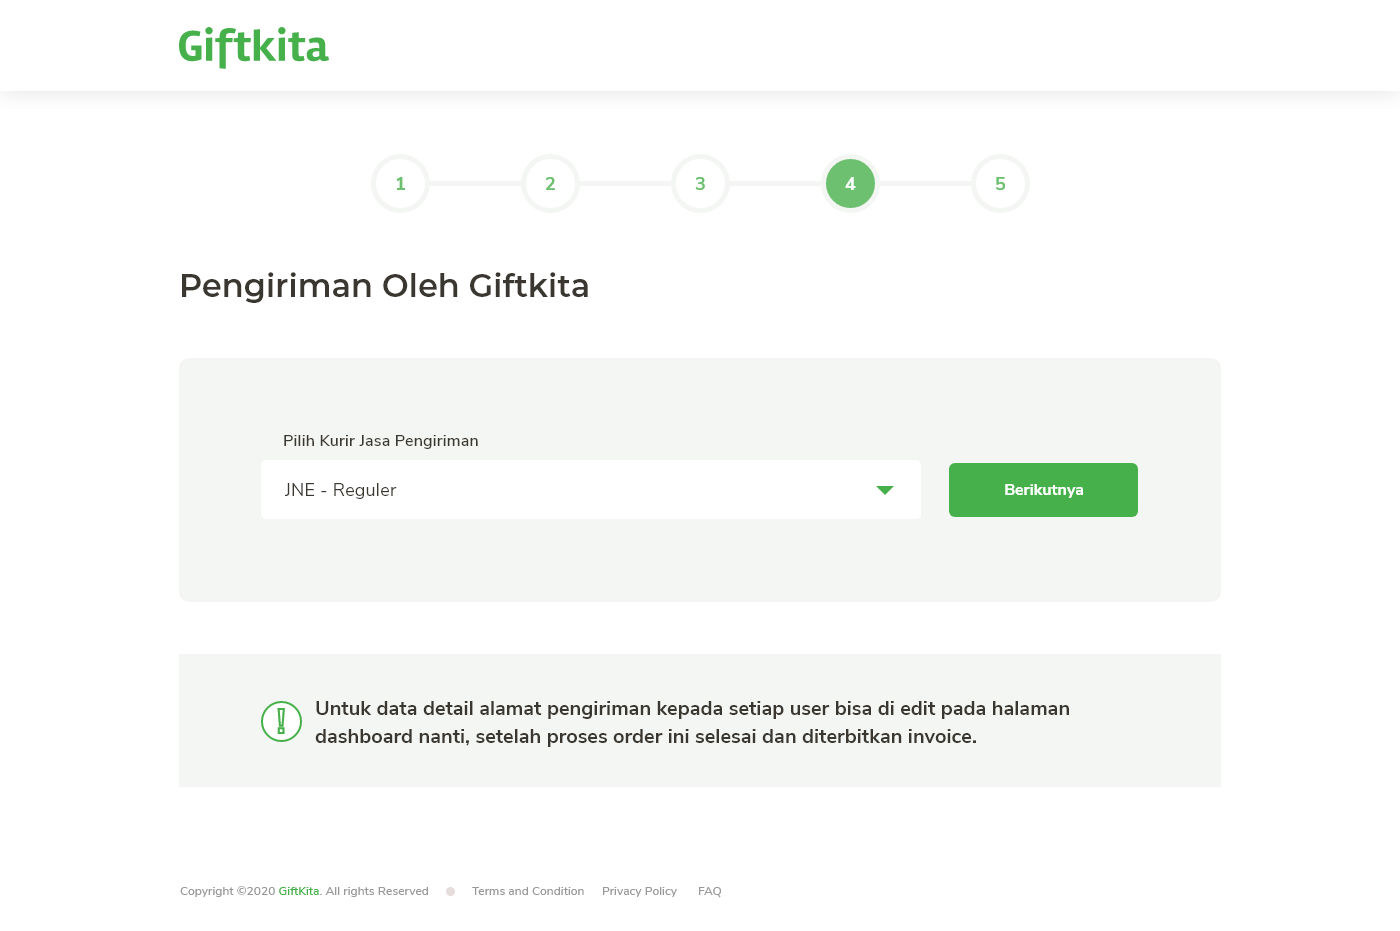 Giftkita
1 2 3 4 5
Pengiriman Oleh Giftkita
Pilih Kurir Jasa Pengiriman
JNE - Reguler
Berikutnya
Untuk data detail alamat pengiriman kepada setiap user bisa di edit pada halaman
dashboard nanti, setelah proses order ini selesai dan diterbitkan invoice.
Copyright ©2020 GiftKita. All rights Reserved Terms and Condition Privacy Policy FAQ